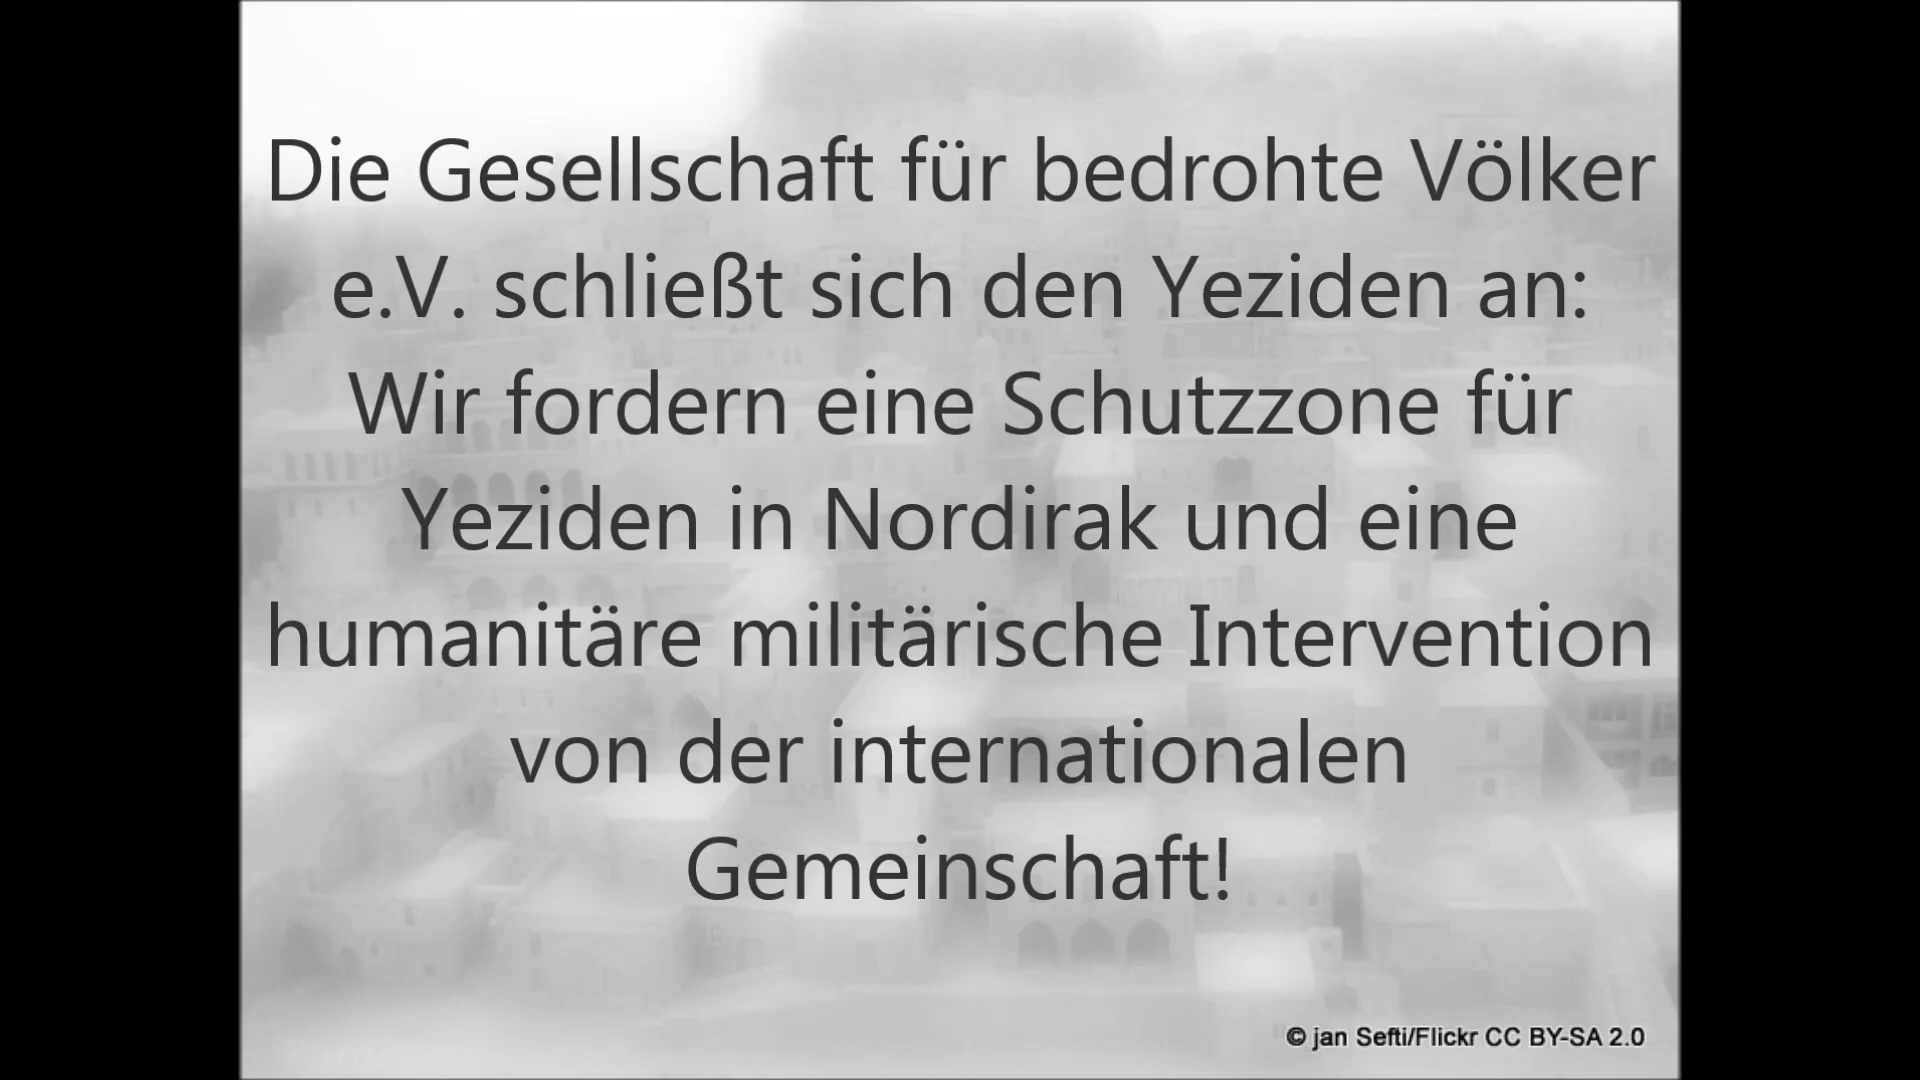 Die Gesellschaft für bedrohte Völker
e.V. schließt sich den Yeziden an:
Wir fordern eine Schutzzone für
Yeziden in Nordirak und eine
humanitäre militärische Intervention
von der internationalen
Gemeinschaft!
© jan Sefti/Flickr CC BY-SA 2.0